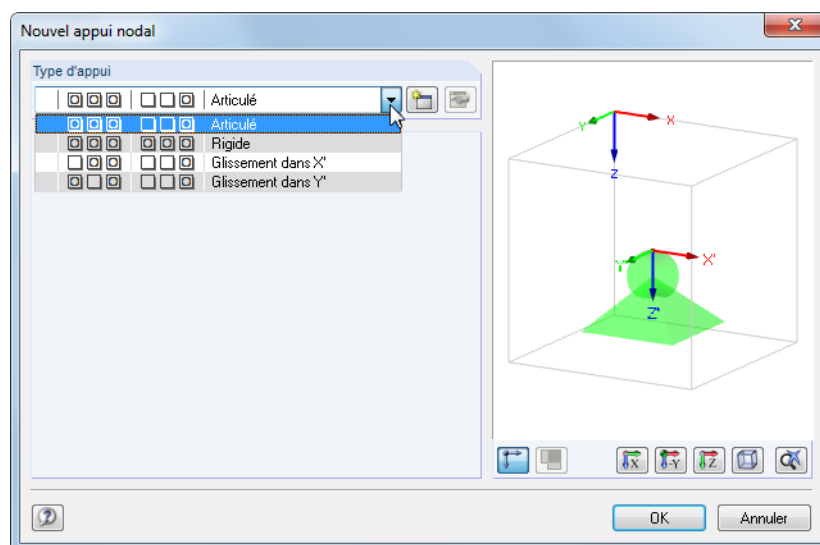 Nouvel appui nodal
Type d'appui
Articulé
Articulé
Rigide
Glissement dans X'
Glissement dans Y'
Y X
Z
Y' X'
Z'
X -Y Z
OK Annuler